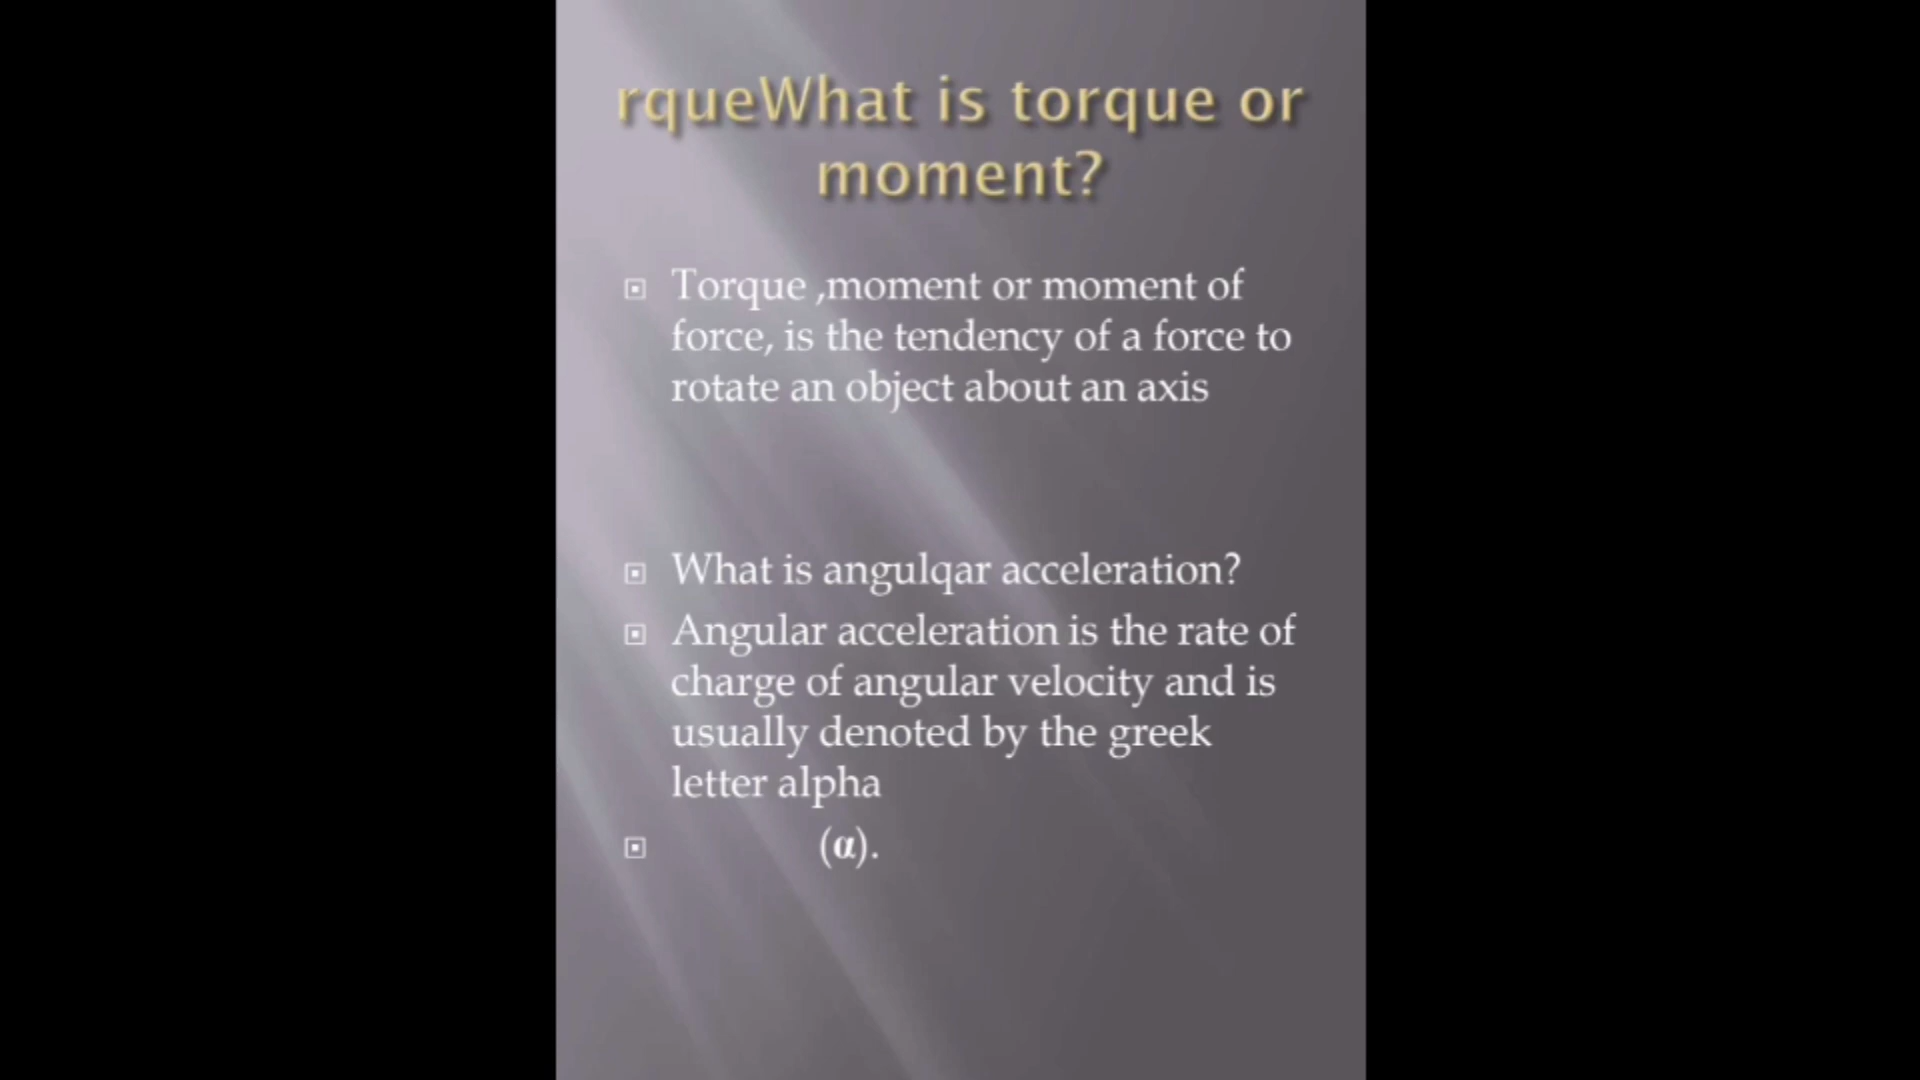 rqueWhat is torque or
moment?
Torque ,moment or moment of
force, is the tendency of a force to
rotate an object about an axis
What is angulqar acceleration?
Angular acceleration is the rate of
charge of angular velocity and is
usually denoted by the greek
letter alpha
(α).